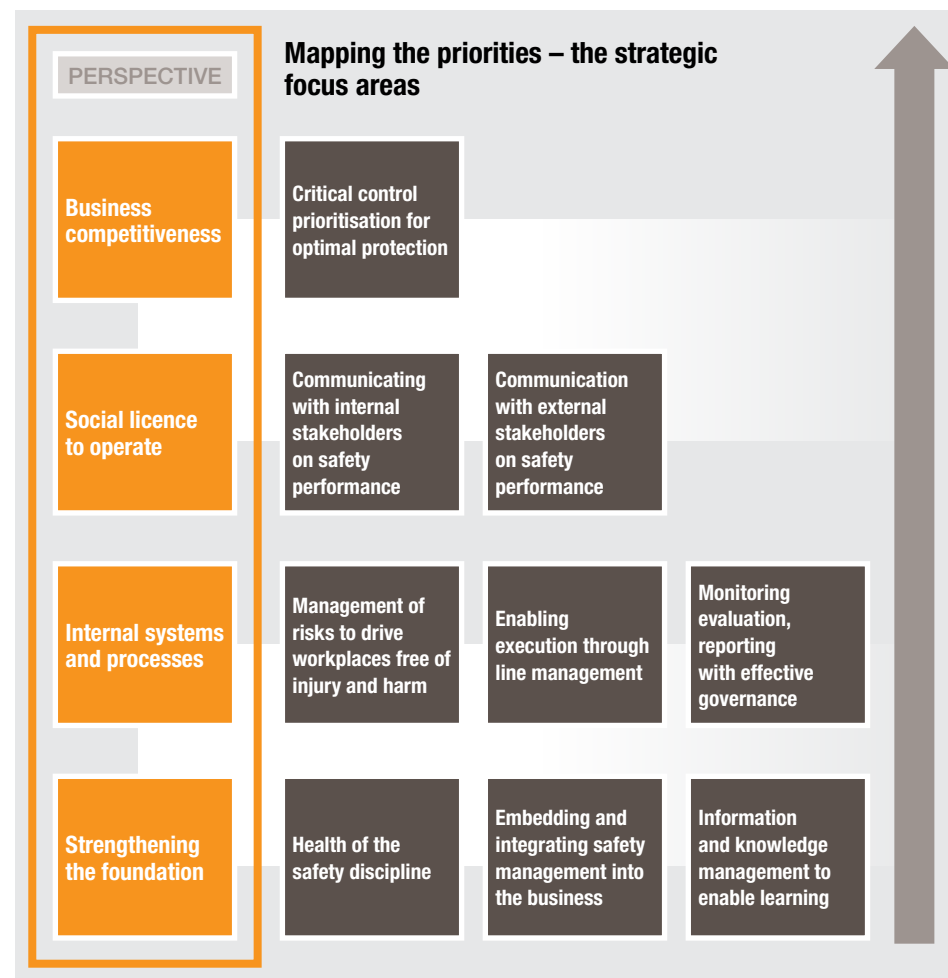 PERSPECTIVE
Mapping the priorities – the strategic
focus areas
Business
competitiveness
Critical control
prioritisation for
optimal protection
Social licence
to operate
Communicating
with internal
stakeholders
on safety
performance
Communication
with external
stakeholders
on safety
performance
Internal systems
and processes
Management of
risks to drive
workplaces free of
injury and harm
Enabling
execution through
line management
Monitoring
evaluation,
reporting
with effective
governance
Strengthening
the foundation
Health of the
safety discipline
Embedding and
integrating safety
management into
the business
Information
and knowledge
management to
enable learning